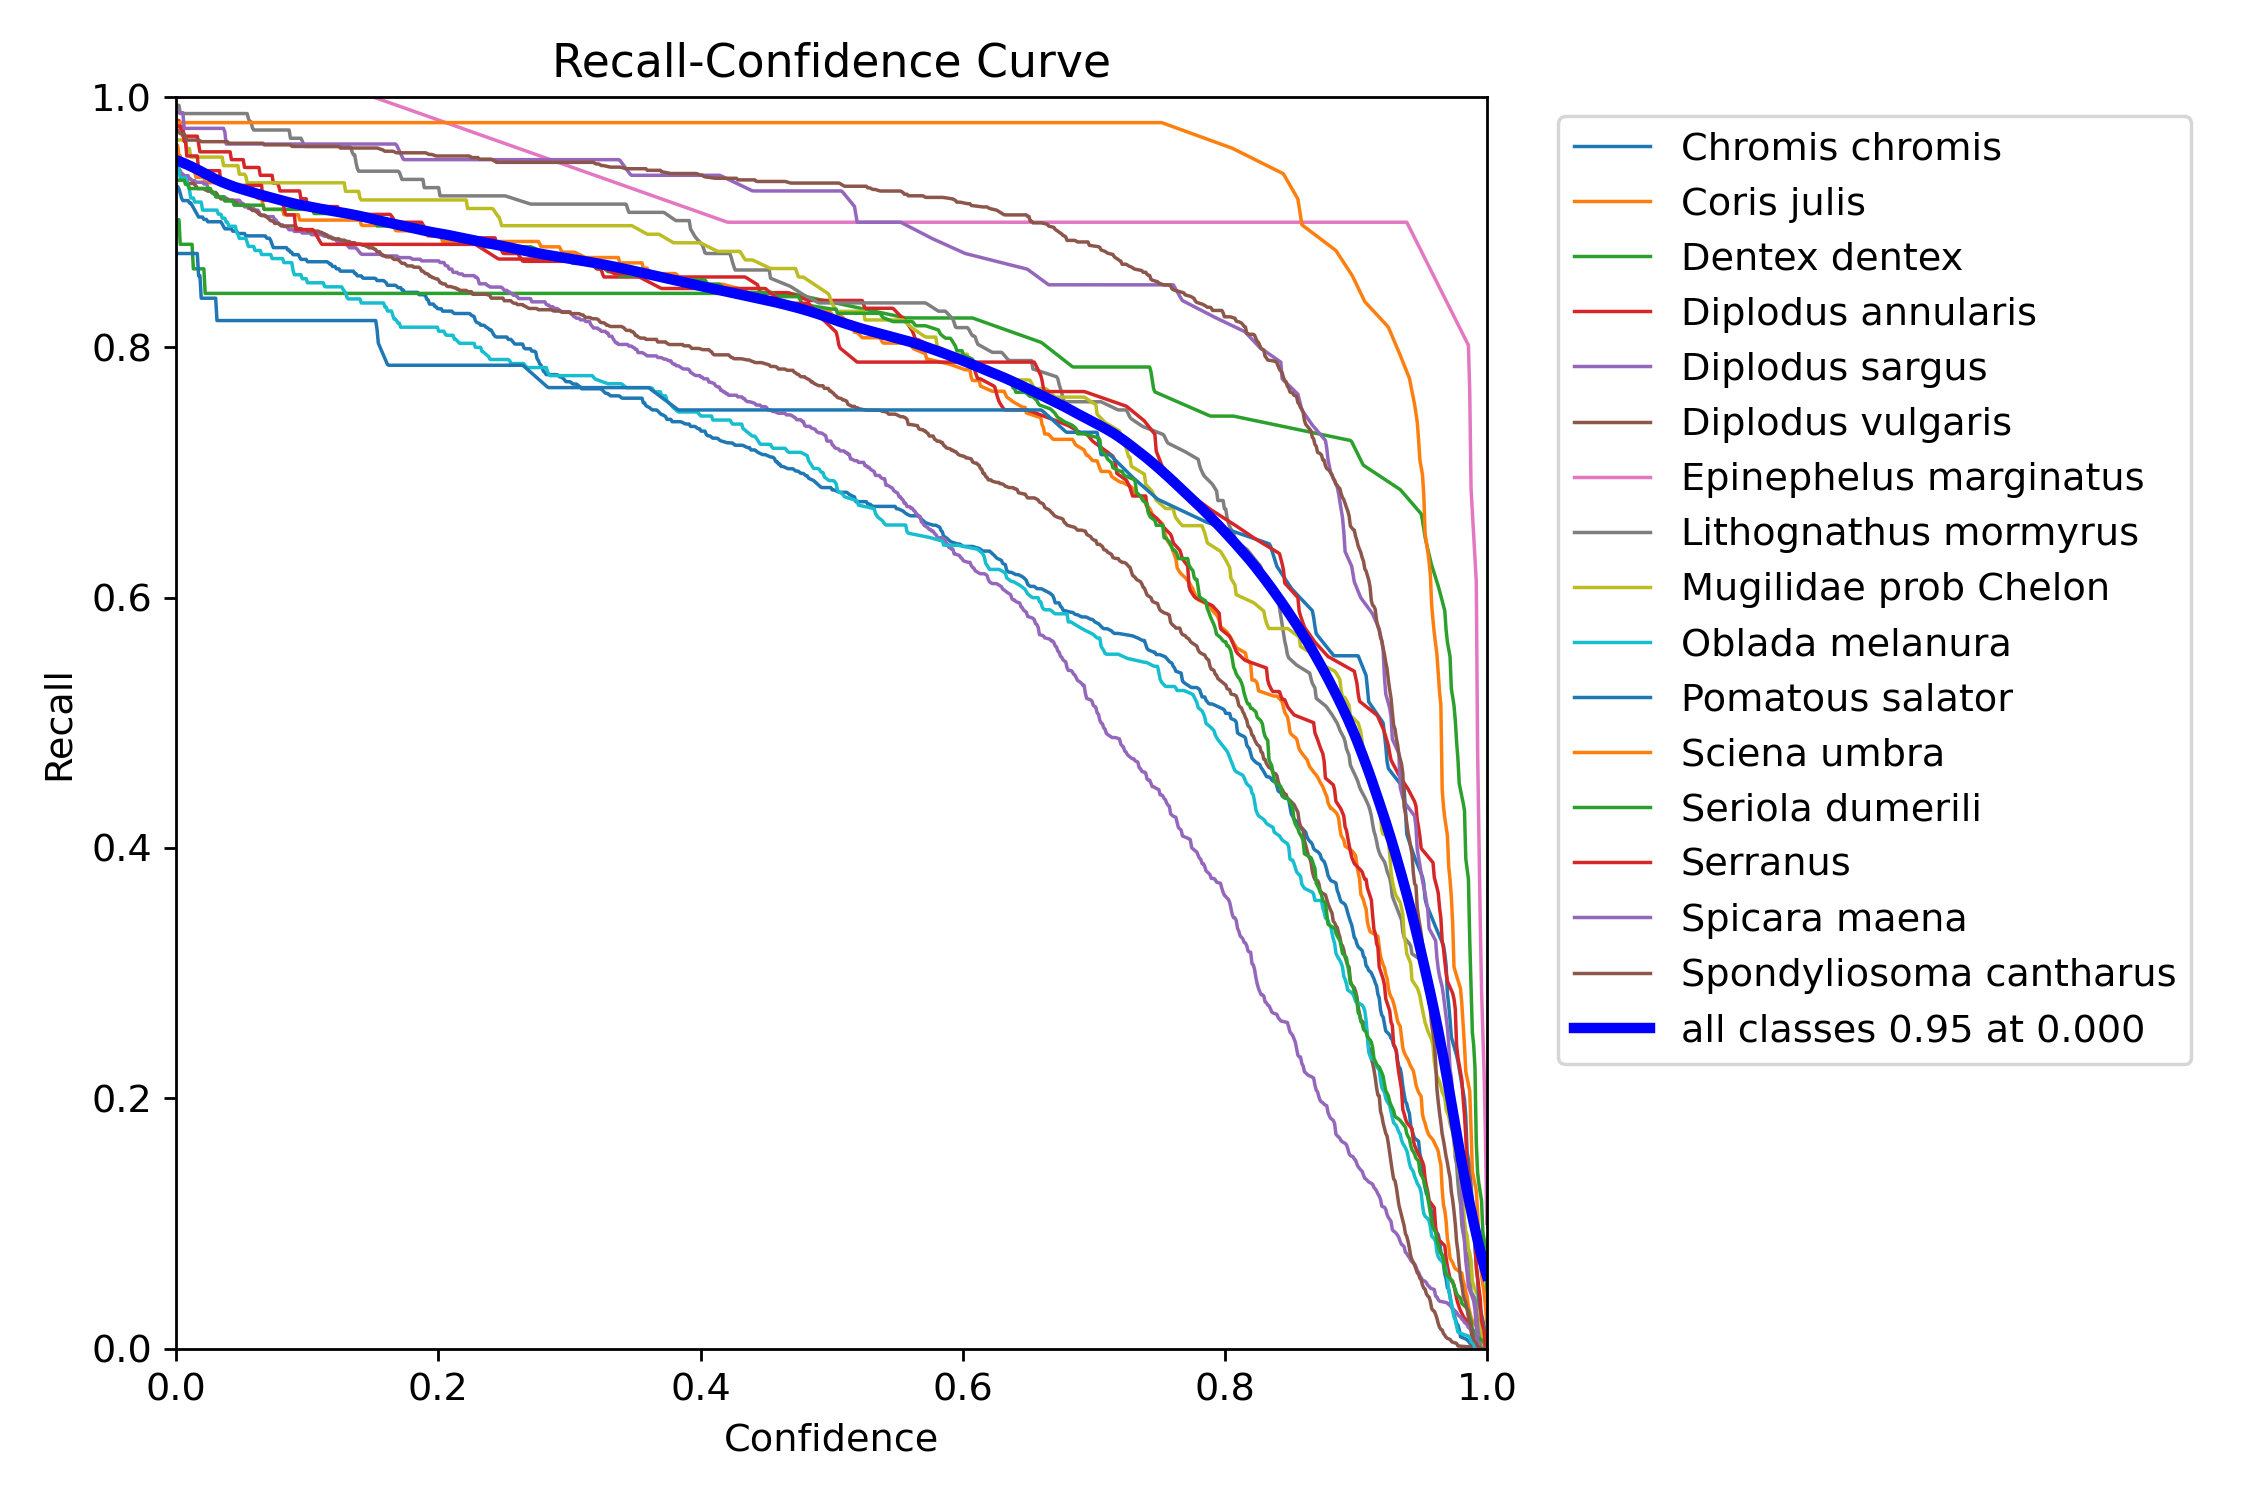 Recall-Confidence Curve
1.0
0.8
0.6
0.4
0.2
0.0
Recall
0.0 0.2 0.4 0.6 0.8 1.0
Confidence
Chromis chromis
Coris julis
Dentex dentex
Diplodus annularis
Diplodus sargus
Diplodus vulgaris
Epinephelus marginatus
Lithognathus mormyrus
Mugilidae prob Chelon
Oblada melanura
Pomatous salator
Sciena umbra
Seriola dumerili
Serranus
Spicara maena
Spondyliosoma cantharus
all classes 0.95 at 0.000